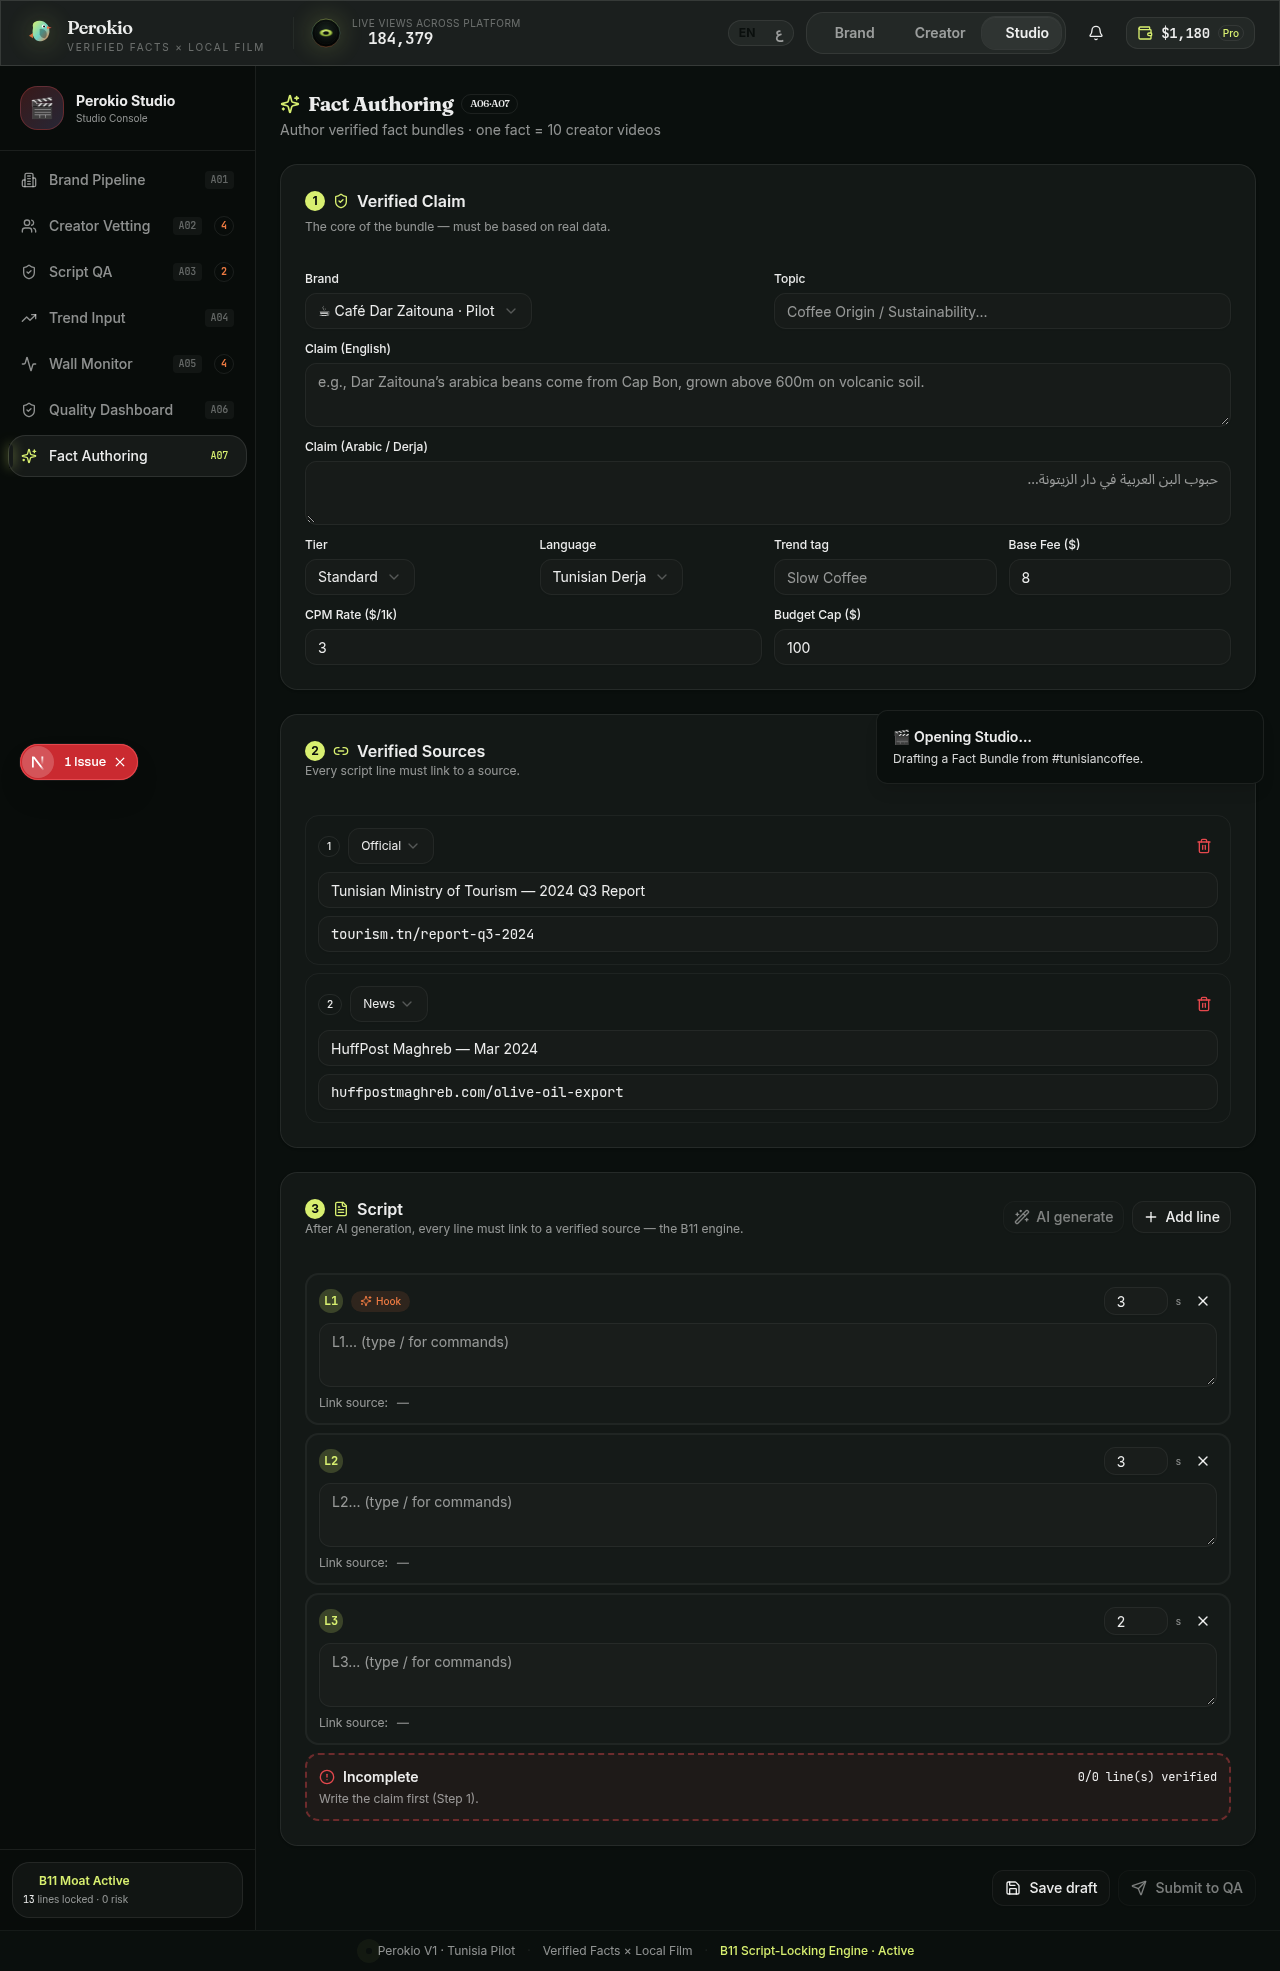 Perokio
VERIFIED FACTS × LOCAL FILM
LIVE VIEWS ACROSS PLATFORM
184,379
EN ع
Brand
Creator
Studio
$1,180 Pro
Perokio Studio
Studio Console
Brand Pipeline A01
Creator Vetting A02 4
Script QA A03 2
Trend Input A04
Wall Monitor A05 4
Quality Dashboard A06
Fact Authoring A07
N 1 Issue
B11 Moat Active
13 lines locked · 0 risk
Fact Authoring A06·A07
Author verified fact bundles · one fact = 10 creator videos
1 Verified Claim
The core of the bundle — must be based on real data.
Brand
☕ Café Dar Zaitouna · Pilot
Topic
Coffee Origin / Sustainability...
Claim (English)
e.g., Dar Zaitouna's arabica beans come from Cap Bon, grown above 600m on volcanic soil.
Claim (Arabic / Derja)
حبوب البن العربية في دار الزيتونة...
Tier
Standard
Language
Tunisian Derja
Trend tag
Slow Coffee
Base Fee ($)
8
CPM Rate ($/1k)
3
Budget Cap ($)
100
2 Verified Sources
Every script line must link to a source.
🎬 Opening Studio...
Drafting a Fact Bundle from #tunisiancoffee.
1 Official
Tunisian Ministry of Tourism — 2024 Q3 Report
tourism.tn/report-q3-2024
2 News
HuffPost Maghreb — Mar 2024
huffpostmaghreb.com/olive-oil-export
3 Script
After AI generation, every line must link to a verified source — the B11 engine.
AI generate
Add line
L1 Hook 3 s
L1... (type / for commands)
Link source: —
L2 3 s
L2... (type / for commands)
Link source: —
L3 2 s
L3... (type / for commands)
Link source: —
Incomplete 0/0 line(s) verified
Write the claim first (Step 1).
Save draft
Submit to QA
Perokio V1 · Tunisia Pilot · Verified Facts × Local Film · B11 Script-Locking Engine · Active